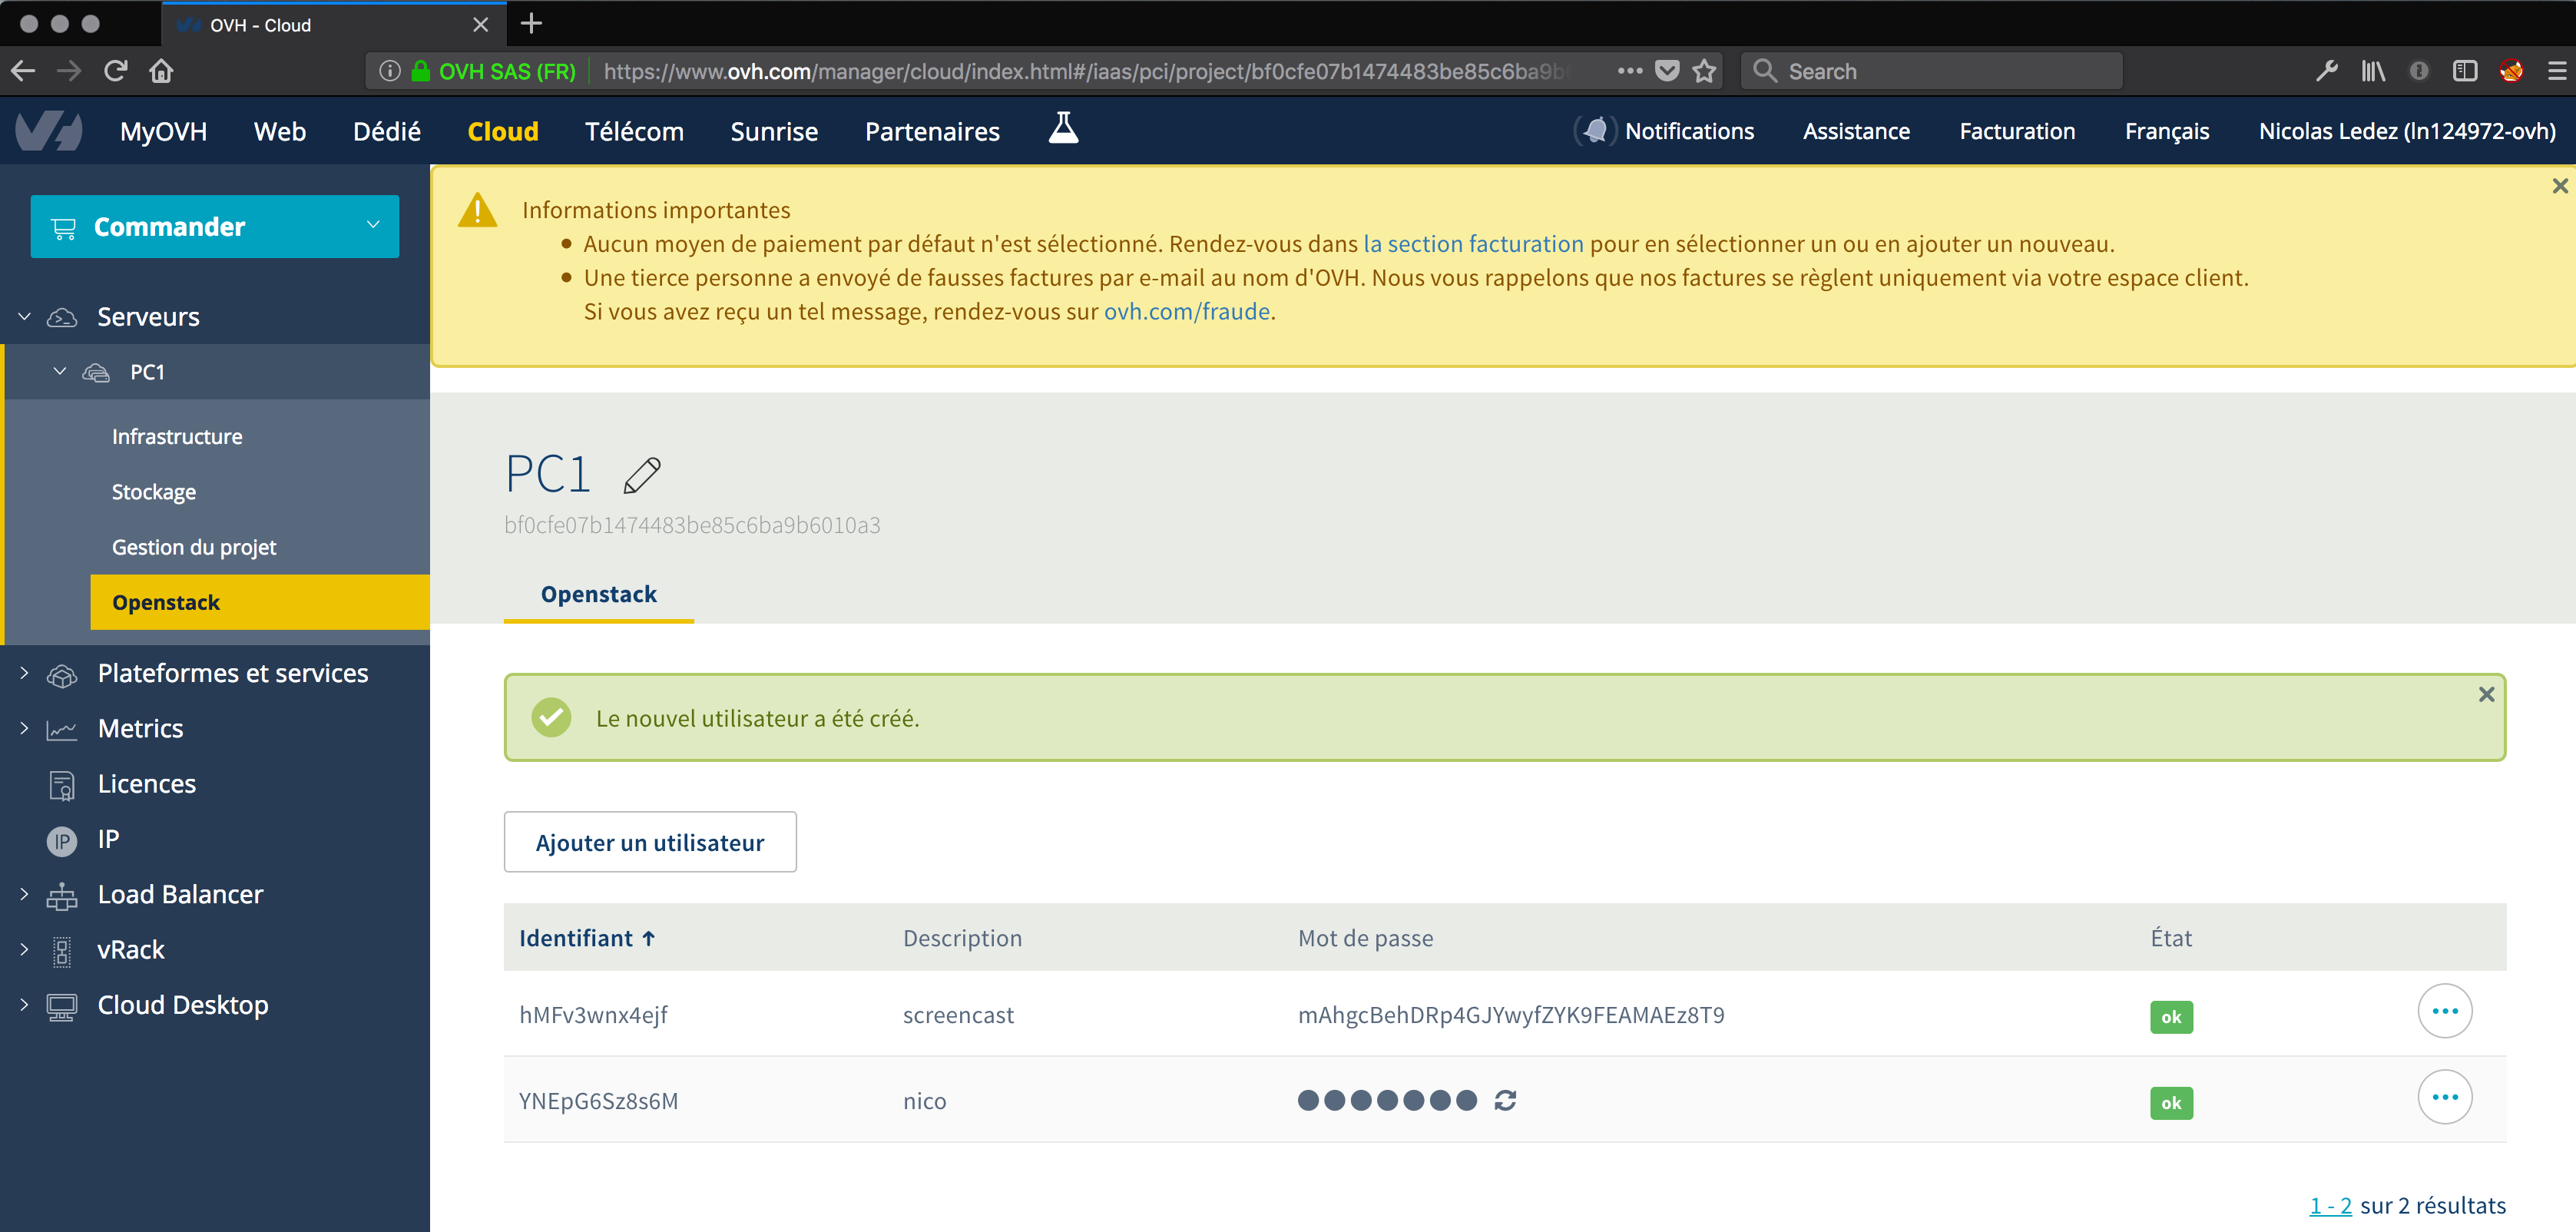 OVH - Cloud
OVH SAS (FR) https://www.ovh.com/manager/cloud/index.html#/iaas/pci/project/bf0cfe07b1474483be85c6ba9b
Search
MyOVH Web Dédié Cloud Télécom Sunrise Partenaires Notifications Assistance Facturation Français Nicolas Ledez (ln124972-ovh)
Commander
Serveurs
PC1
Infrastructure
Stockage
Gestion du projet
Openstack
Plateformes et services
Metrics
Licences
IP IP
Load Balancer
vRack
Cloud Desktop
Informations importantes
Aucun moyen de paiement par défaut n'est sélectionné. Rendez-vous dans la section facturation pour en sélectionner un ou en ajouter un nouveau.
Une tierce personne a envoyé de fausses factures par e-mail au nom d'OVH. Nous vous rappelons que nos factures se règlent uniquement via votre espace client.
Si vous avez reçu un tel message, rendez-vous sur ovh.com/fraude.
PC1
bf0cfe07b1474483be85c6ba9b6010a3
Openstack
Le nouvel utilisateur a été créé.
Ajouter un utilisateur
Identifiant Description Mot de passe État
hMFv3wnx4ejf screencast mAhgcBehDRp4GJYwyfZYK9FEAMAEz8T9 ok
YNEpG6Sz8s6M nico ok
1 - 2 sur 2 résultats